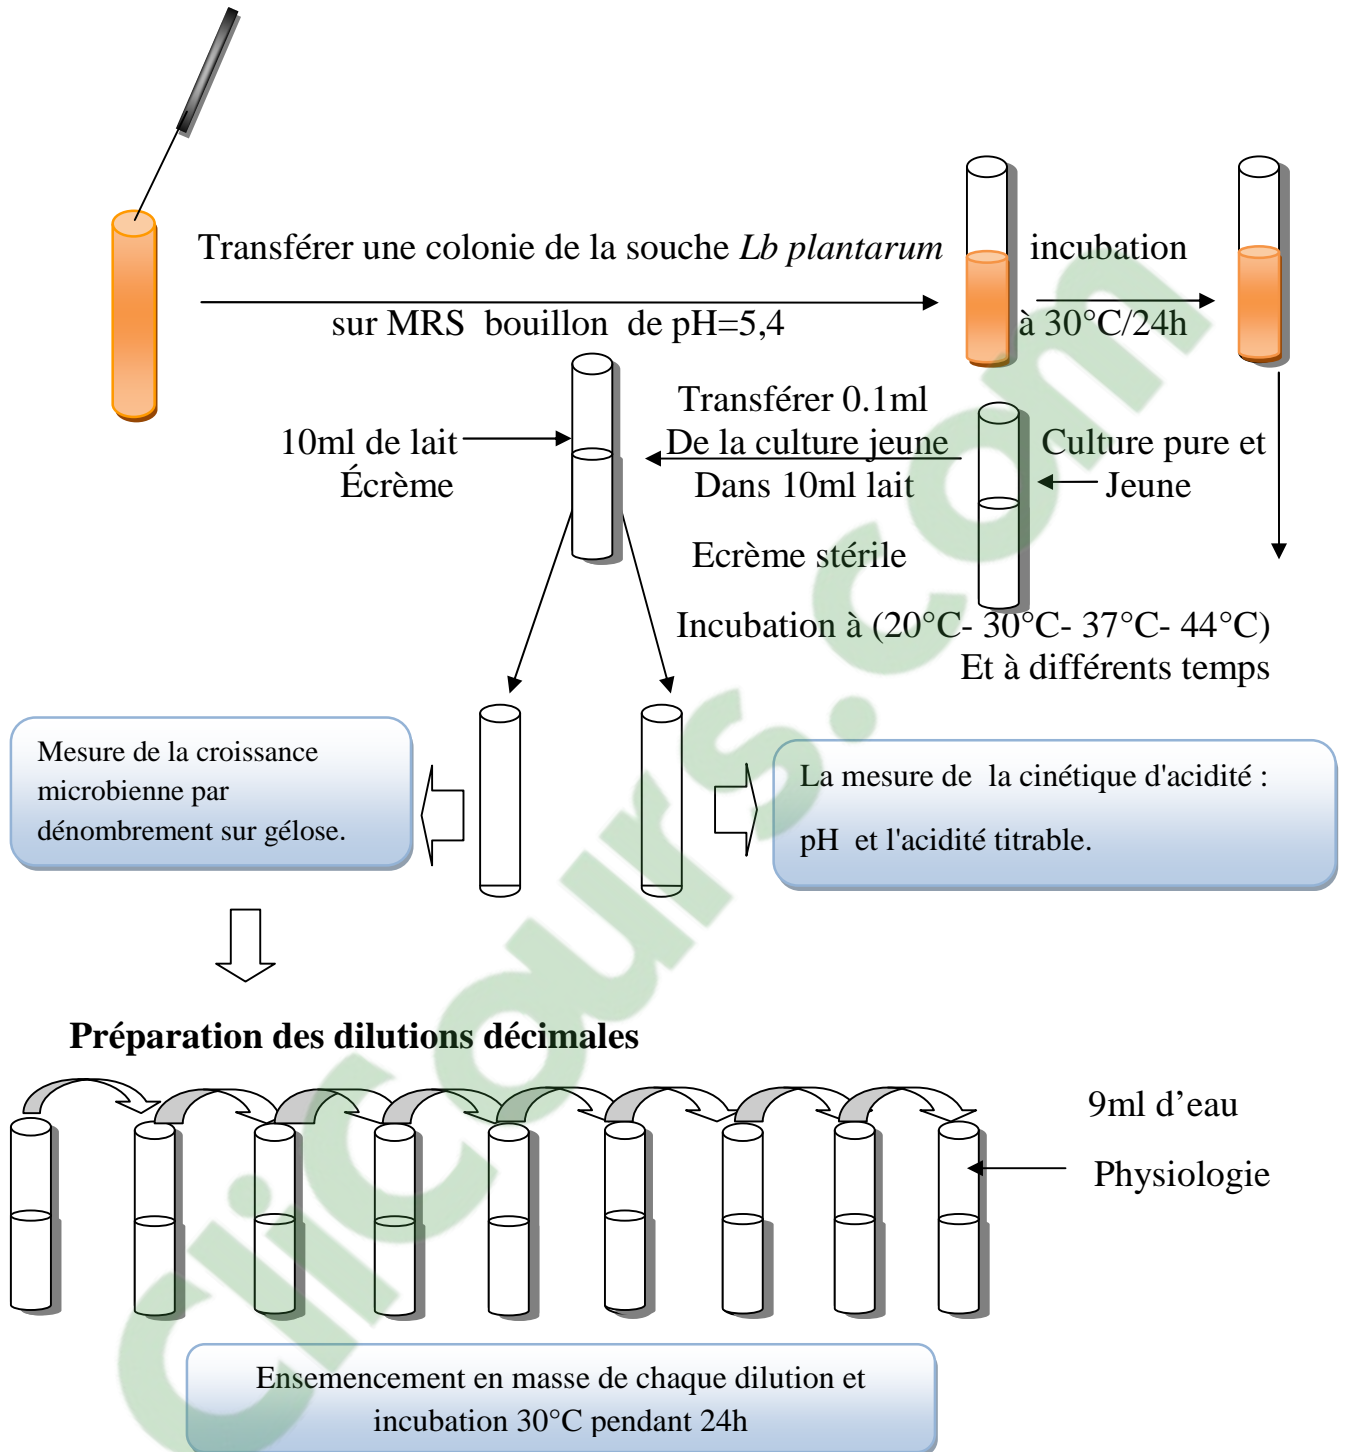 Transférer une colonie de la souche Lb plantarum
sur MRS bouillon de pH=5,4
incubation
à 30°C/24h
10ml de lait
Écrème
Transférer 0.1ml
De la culture jeune
Dans 10ml lait
Ecrème stérile
Culture pure et
Jeune
Incubation à (20°C- 30°C- 37°C- 44°C)
Et à différents temps
Mesure de la croissance
microbienne par
dénombrement sur gélose.
La mesure de la cinétique d'acidité :
pH et l'acidité titrable.
Préparation des dilutions décimales
9ml d’eau
Physiologie
Ensemencement en masse de chaque dilution et
incubation 30°C pendant 24h
CliCours.com